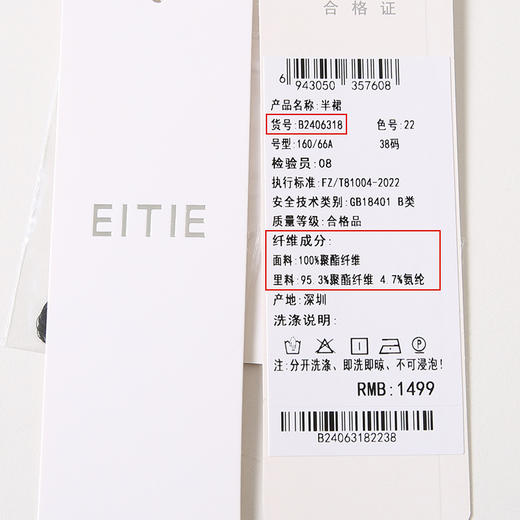 EITIE
合格证
6 943050 357608
产品名称:半裙
货号:B2406318 色号:22
号型:160/66A 38码
检验员:08
执行标准:FZ/T81004-2022
安全技术类别:GB18401 B类
质量等级:合格品
纤维成分:
面料:100%聚酯纤维
里料:95.3%聚酯纤维 4.7%氨纶
产地:深圳
洗涤说明:
注:分开洗涤、即洗即晾、不可浸泡!
RMB:1499
B24063182238